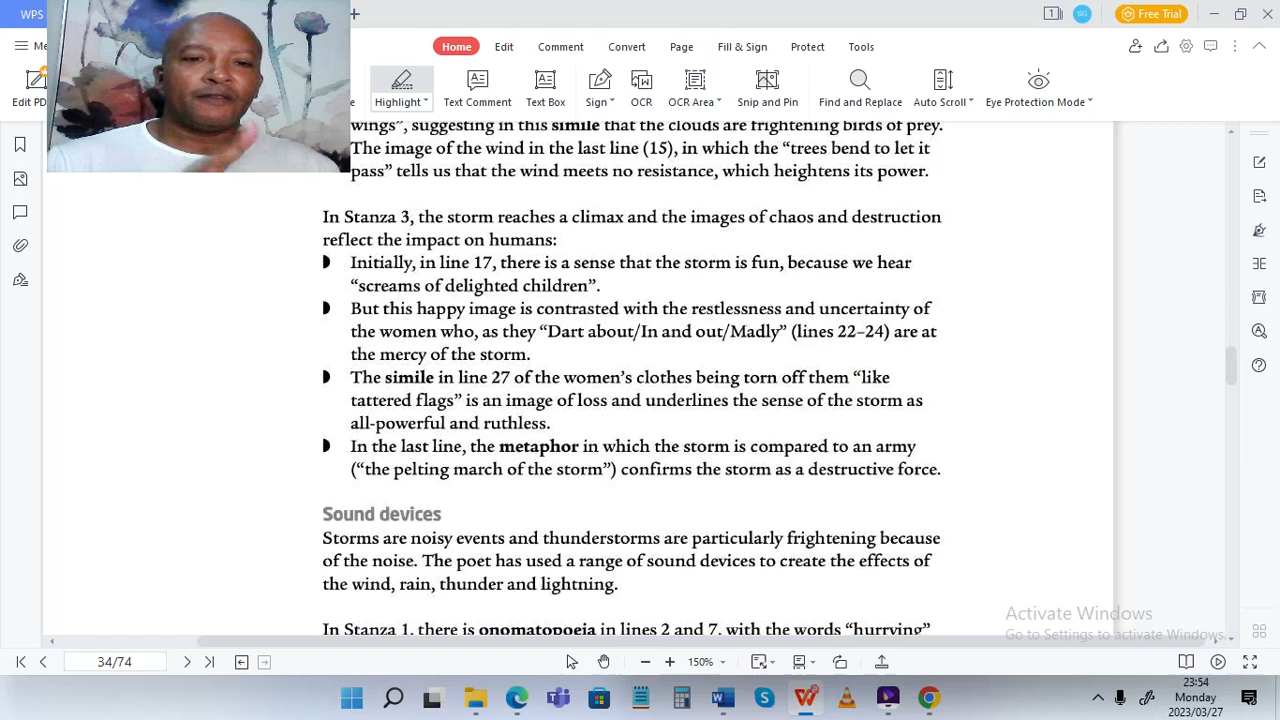 WPS
+
1
SG
Free Trial
Home Edit Comment Convert Page Fill & Sign Protect Tools
Edit PD
Highlight Text Comment Text Box Sign OCR OCR Area Snip and Pin Find and Replace Auto Scroll Eye Protection Mode
wings”, suggesting in this simile that the clouds are frightening birds of prey.
The image of the wind in the last line (15), in which the “trees bend to let it
pass” tells us that the wind meets no resistance, which heightens its power.
In Stanza 3, the storm reaches a climax and the images of chaos and destruction
reflect the impact on humans:
Initially, in line 17, there is a sense that the storm is fun, because we hear
“screams of delighted children”.
But this happy image is contrasted with the restlessness and uncertainty of
the women who, as they “Dart about/In and out/Madly” (lines 22–24) are at
the mercy of the storm.
The simile in line 27 of the women’s clothes being torn off them “like
tattered flags” is an image of loss and underlines the sense of the storm as
all-powerful and ruthless.
In the last line, the metaphor in which the storm is compared to an army
(“the pelting march of the storm”) confirms the storm as a destructive force.
Sound devices
Storms are noisy events and thunderstorms are particularly frightening because
of the noise. The poet has used a range of sound devices to create the effects of
the wind, rain, thunder and lightning.
In Stanza 1, there is onomatopoeia in lines 2 and 7, with the words “hurrying”
Activate Windows
Go to Settings to activate Windows.
34/74
150%
23:54
Monday
2023/03/27